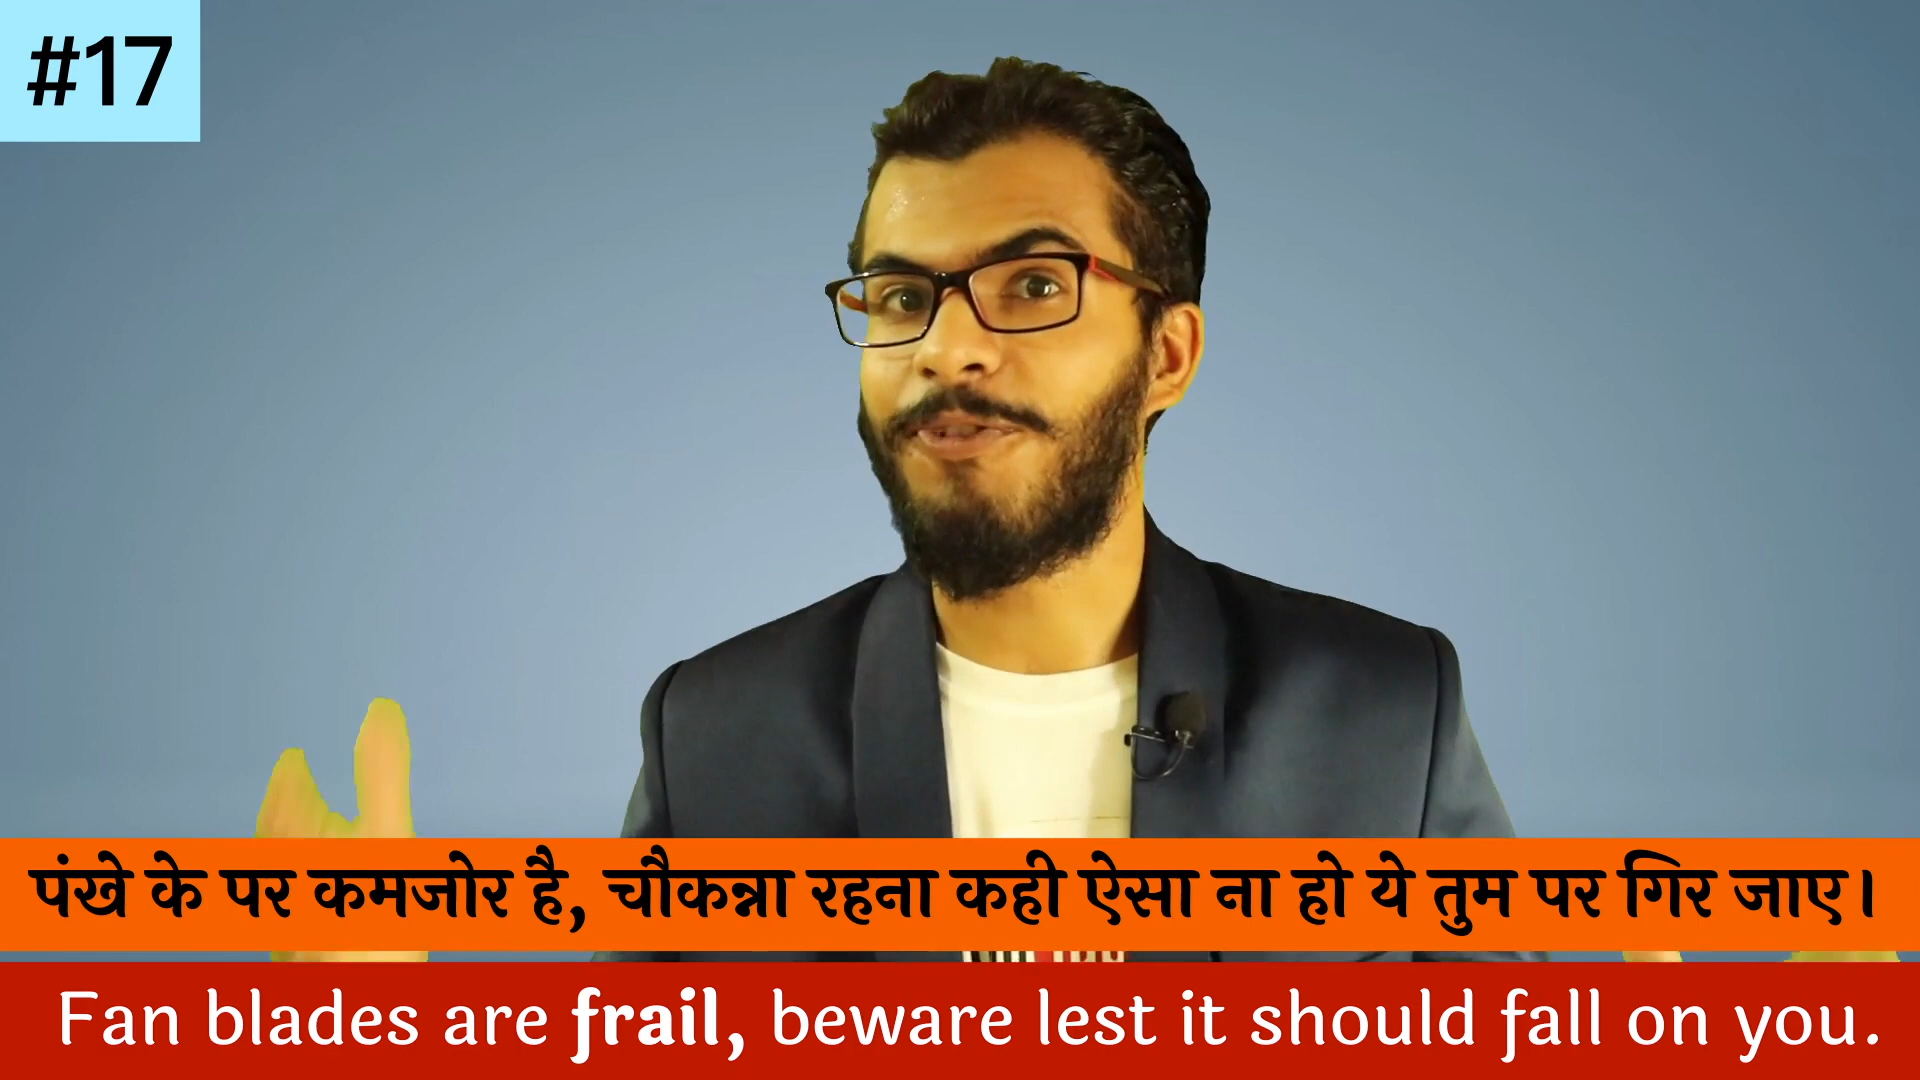 #17
पंखे के पर कमजोर है, चौकन्ना रहना कही ऐसा ना हो ये तुम पर गिर जाए।
Fan blades are frail, beware lest it should fall on you.